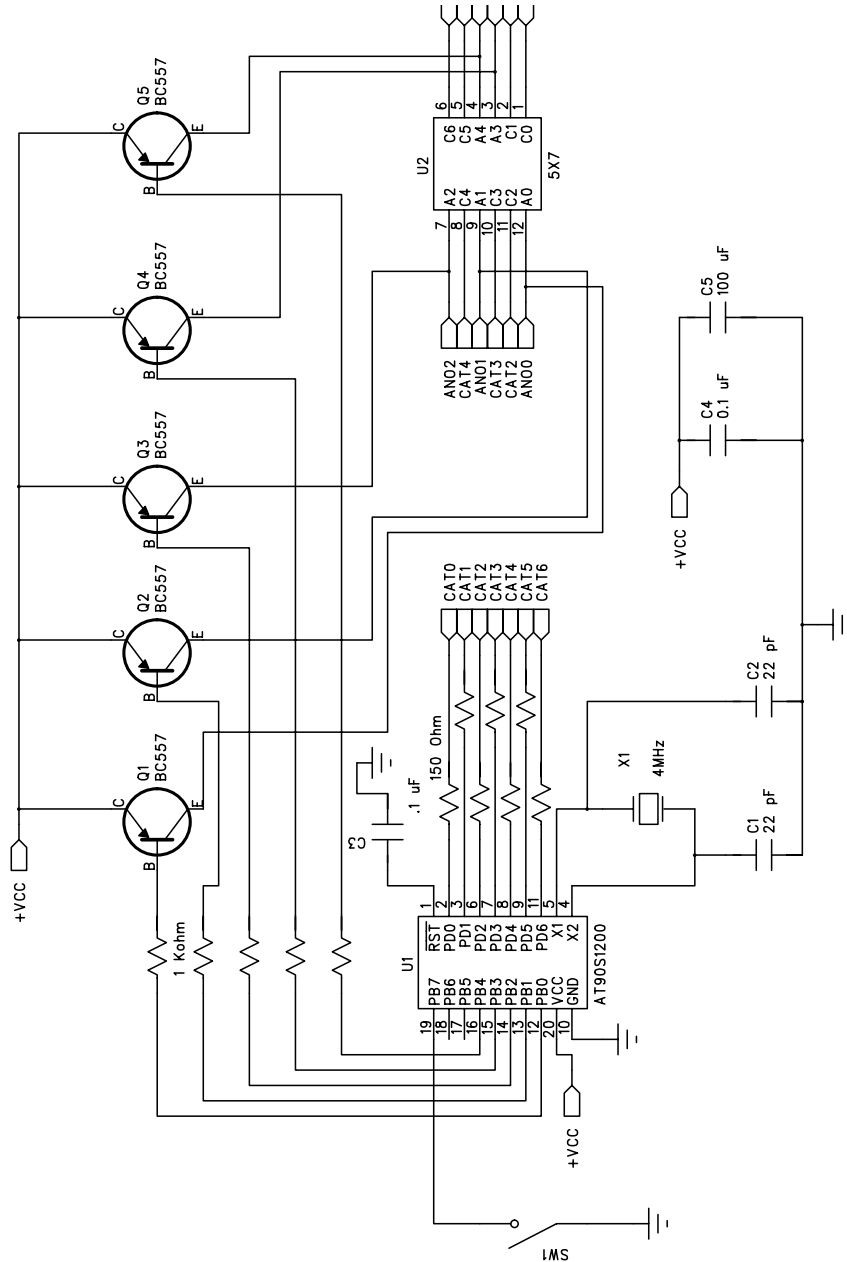 +VCC
Q1
BC557
C
B
E
Q2
BC557
C
B
E
Q3
BC557
C
B
E
Q4
BC557
C
B
E
Q5
BC557
C
B
E
1 Kohm
U1
AT90S1200
19 PB7
18 PB6
17 PB5
16 PB4
15 PB3
14 PB2
13 PB1
12 PB0
20 VCC
10 GND
RST 1
PD0 2
PD1 3
PD2 6
PD3 7
PD4 8
PD5 9
PD6 11
X1 5
X2 4
C3
.1 uF
150 Ohm
CAT0
CAT1
CAT2
CAT3
CAT4
CAT5
CAT6
ANO2
CAT4
ANO1
CAT3
CAT2
ANO0
U2
5X7
7 A2
8 C4
9 A1
10 C3
11 C2
12 A0
C6 6
C5 5
A4 4
A3 3
C1 2
C0 1
SW1
+VCC
X1
4MHz
C1
22 pF
C2
22 pF
+VCC
C4
0.1 uF
C5
100 uF